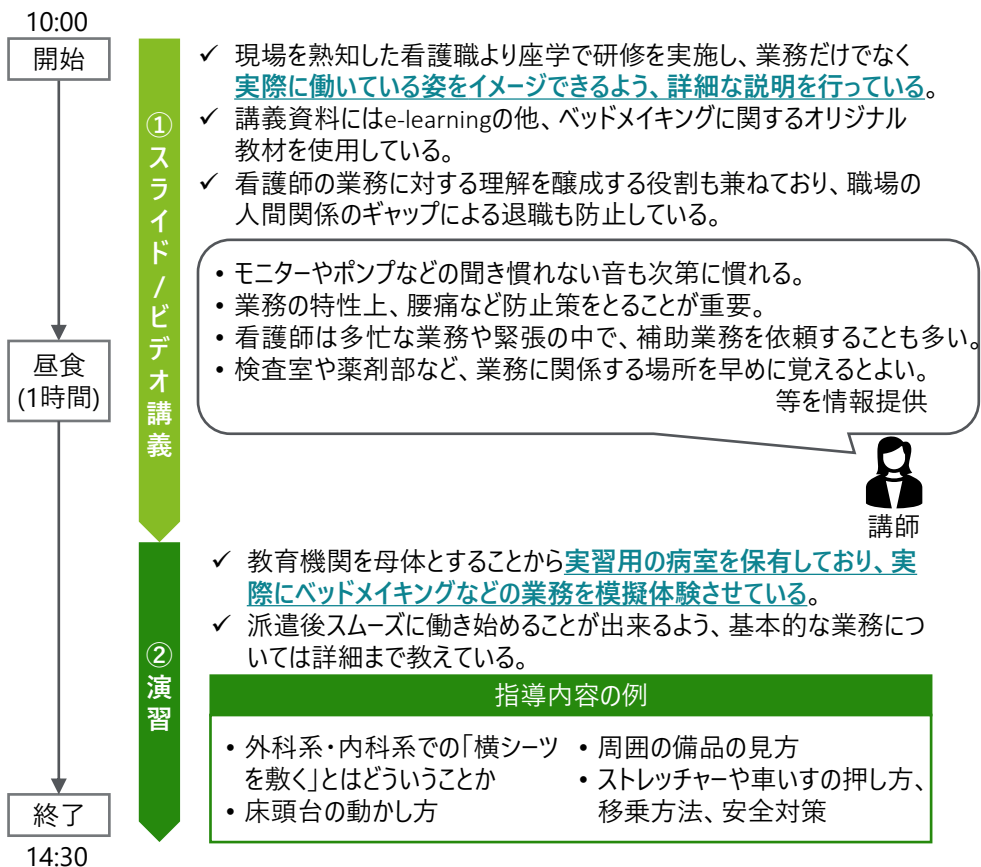 10:00
開始
昼食
(1時間)
終了
14:30
①スライド/ビデオ講義
✓ 現場を熟知した看護職より座学で研修を実施し、業務だけでなく
実際に働いている姿をイメージできるよう、詳細な説明を行っている。
✓ 講義資料にはe-learningの他、ベッドメイキングに関するオリジナル
教材を使用している。
✓ 看護師の業務に対する理解を醸成する役割も兼ねており、職場の
人間関係のギャップによる退職も防止している。
• モニターやポンプなどの聞き慣れない音も次第に慣れる。
• 業務の特性上、腰痛など防止策をとることが重要。
• 看護師は多忙な業務や緊張の中で、補助業務を依頼することも多い。
• 検査室や薬剤部など、業務に関係する場所を早めに覚えるとよい。
等を情報提供
講師
②演習
✓ 教育機関を母体とすることから実習用の病室を保有しており、実
際にベッドメイキングなどの業務を模擬体験させている。
✓ 派遣後スムーズに働き始めることが出来るよう、基本的な業務につ
いては詳細まで教えている。
指導内容の例
• 外科系・内科系での「横シーツ
を敷く」とはどういうことか
• 床頭台の動かし方
• 周囲の備品の見方
• ストレッチャーや車いすの押し方、
移乗方法、安全対策